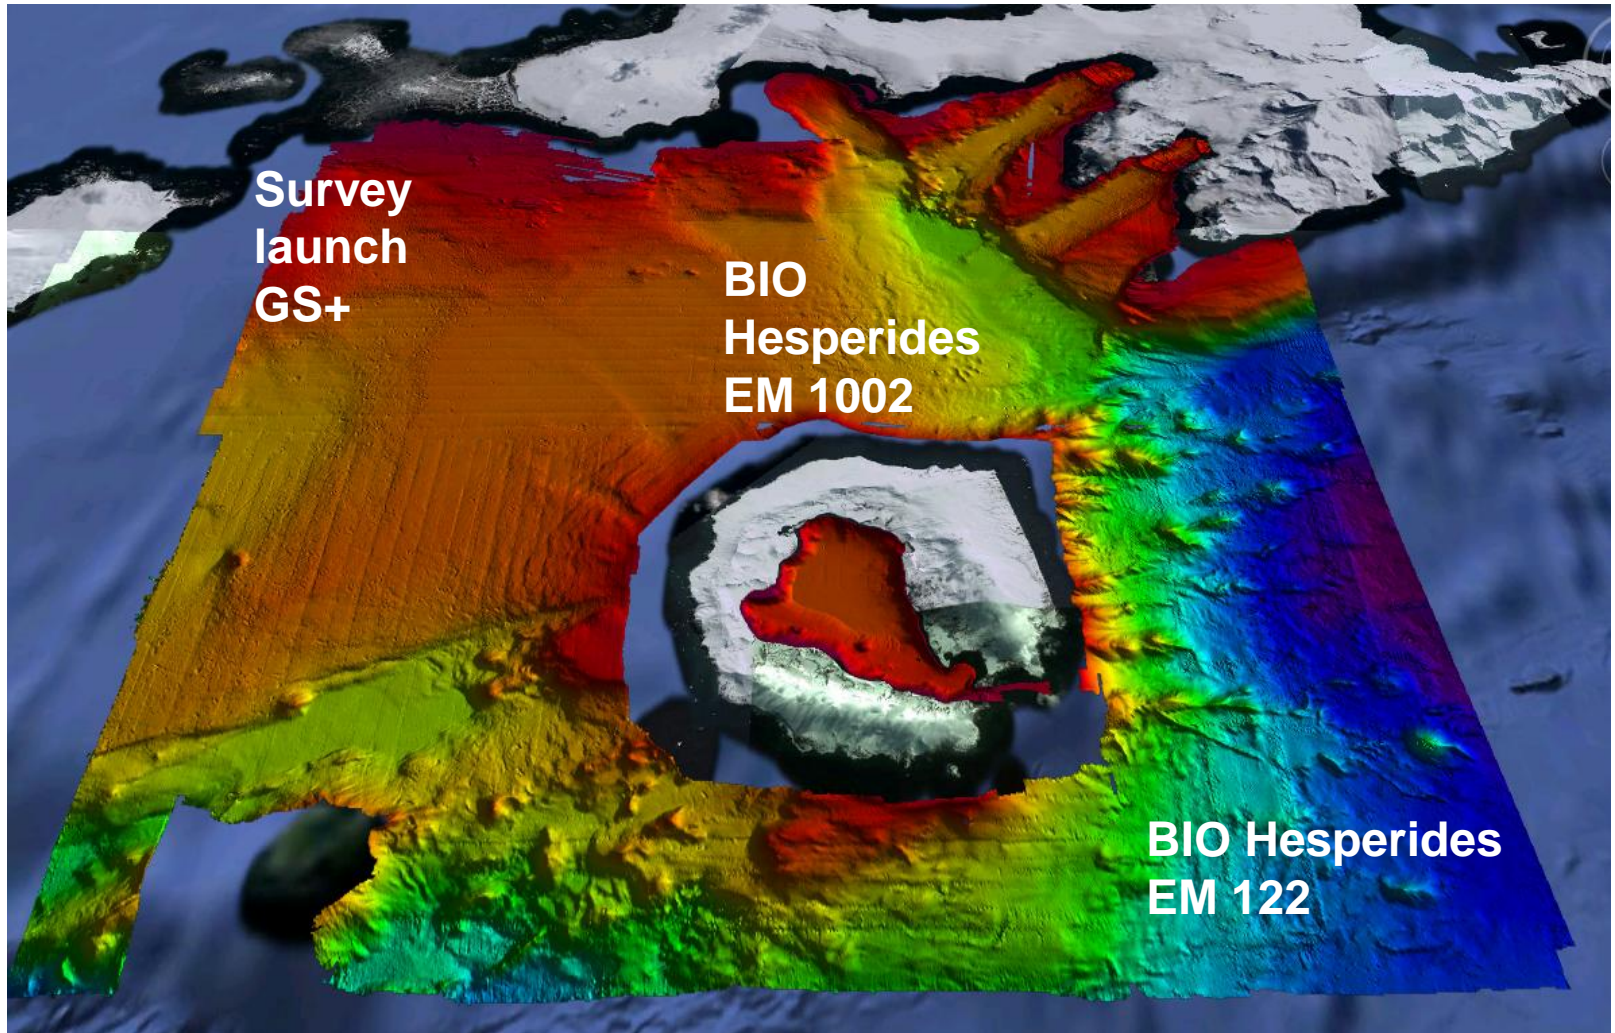 Survey
launch
GS+
BIO
Hesperides
EM 1002
BIO Hesperides
EM 122